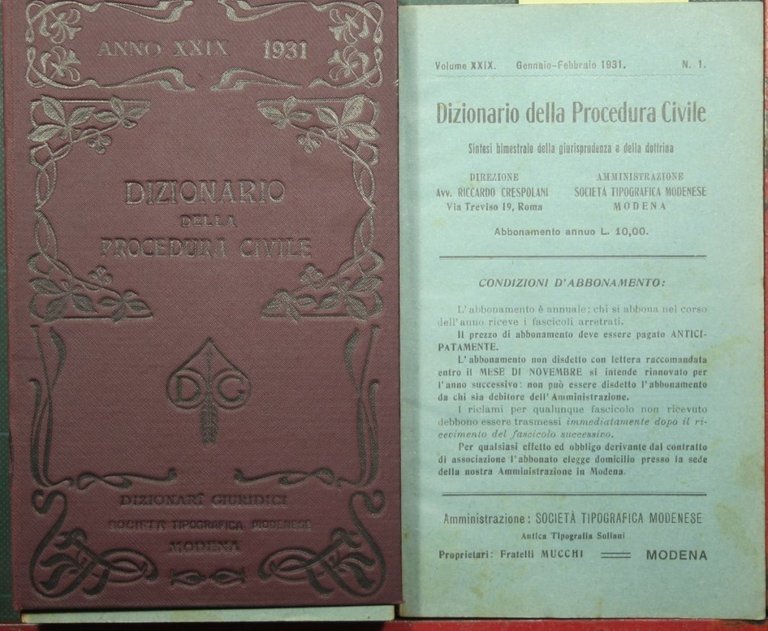 ANNO XXIX 1931
DIZIONARIO
DELLA
PROCEDURA CIVILE
D G
DIZIONARÎ GIURIDICI
SOCIETÀ TIPOGRAFICA MODENESE
MODENA
Volume XXIX. Gennaio-Febbraio 1931. N. 1.
Dizionario della Procedura Civile
Sintesi bimestrale della giurisprudenza e della dottrina
DIREZIONE
Avv. RICCARDO CRESPOLANI
Via Treviso 19, Roma
AMMINISTRAZIONE
SOCIETÀ TIPOGRAFICA MODENESE
MODENA
Abbonamento annuo L. 10,00.
CONDIZIONI D'ABBONAMENTO:
L'abbonamento è annuale: chi si abbona nel corso
dell'anno riceve i fascicoli arretrati.
Il prezzo di abbonamento deve essere pagato ANTICI-
PATAMENTE.
L'abbonamento non disdetto con lettera raccomandata
entro il MESE DI NOVEMBRE si intende rinnovato per
l'anno successivo: non può essere disdetto l'abbonamento
da chi sia debitore dell'Amministrazione.
I riclami per qualunque fascicolo non ricevuto
debbono essere trasmessi immediatamente dopo il ri-
cevimento del fascicolo successivo.
Per qualsiasi effetto ed obbligo derivante dal contratto
di associazione l'abbonato elegge domicilio presso la sede
della nostra Amministrazione in Modena.
Amministrazione: SOCIETÀ TIPOGRAFICA MODENESE
Antica Tipografia Soliani
Proprietari: Fratelli MUCCHI MODENA